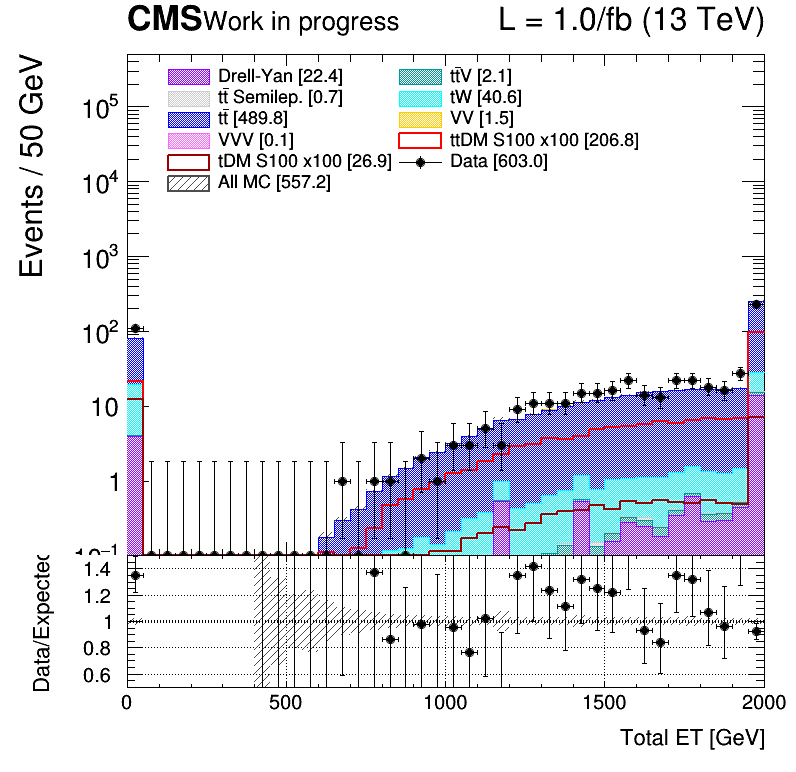 CMS Work in progress L = 1.0/fb (13 TeV)
Events / 50 GeV
Drell-Yan [22.4] tt̄V [2.1]
tt̄ Semilep. [0.7] tW [40.6]
tt̄ [489.8] VV [1.5]
VVV [0.1] ttDM S100 x100 [206.8]
tDM S100 x100 [26.9] Data [603.0]
All MC [557.2]
10⁵
10⁴
10³
10²
10
1
10⁻¹
Data/Expected
1.4
1.2
1
0.8
0.6
0 500 1000 1500 2000
Total ET [GeV]